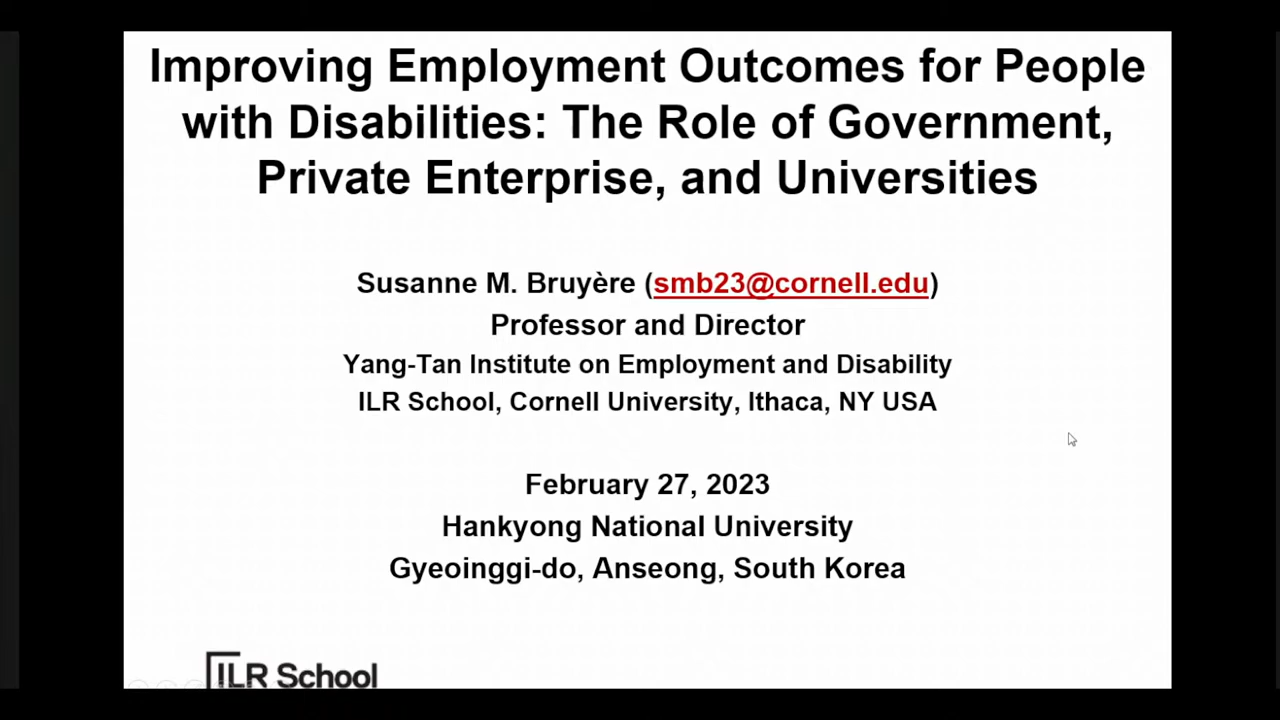 Improving Employment Outcomes for People
with Disabilities: The Role of Government,
Private Enterprise, and Universities
Susanne M. Bruyère (smb23@cornell.edu)
Professor and Director
Yang-Tan Institute on Employment and Disability
ILR School, Cornell University, Ithaca, NY USA
February 27, 2023
Hankyong National University
Gyeoinggi-do, Anseong, South Korea
ILR School